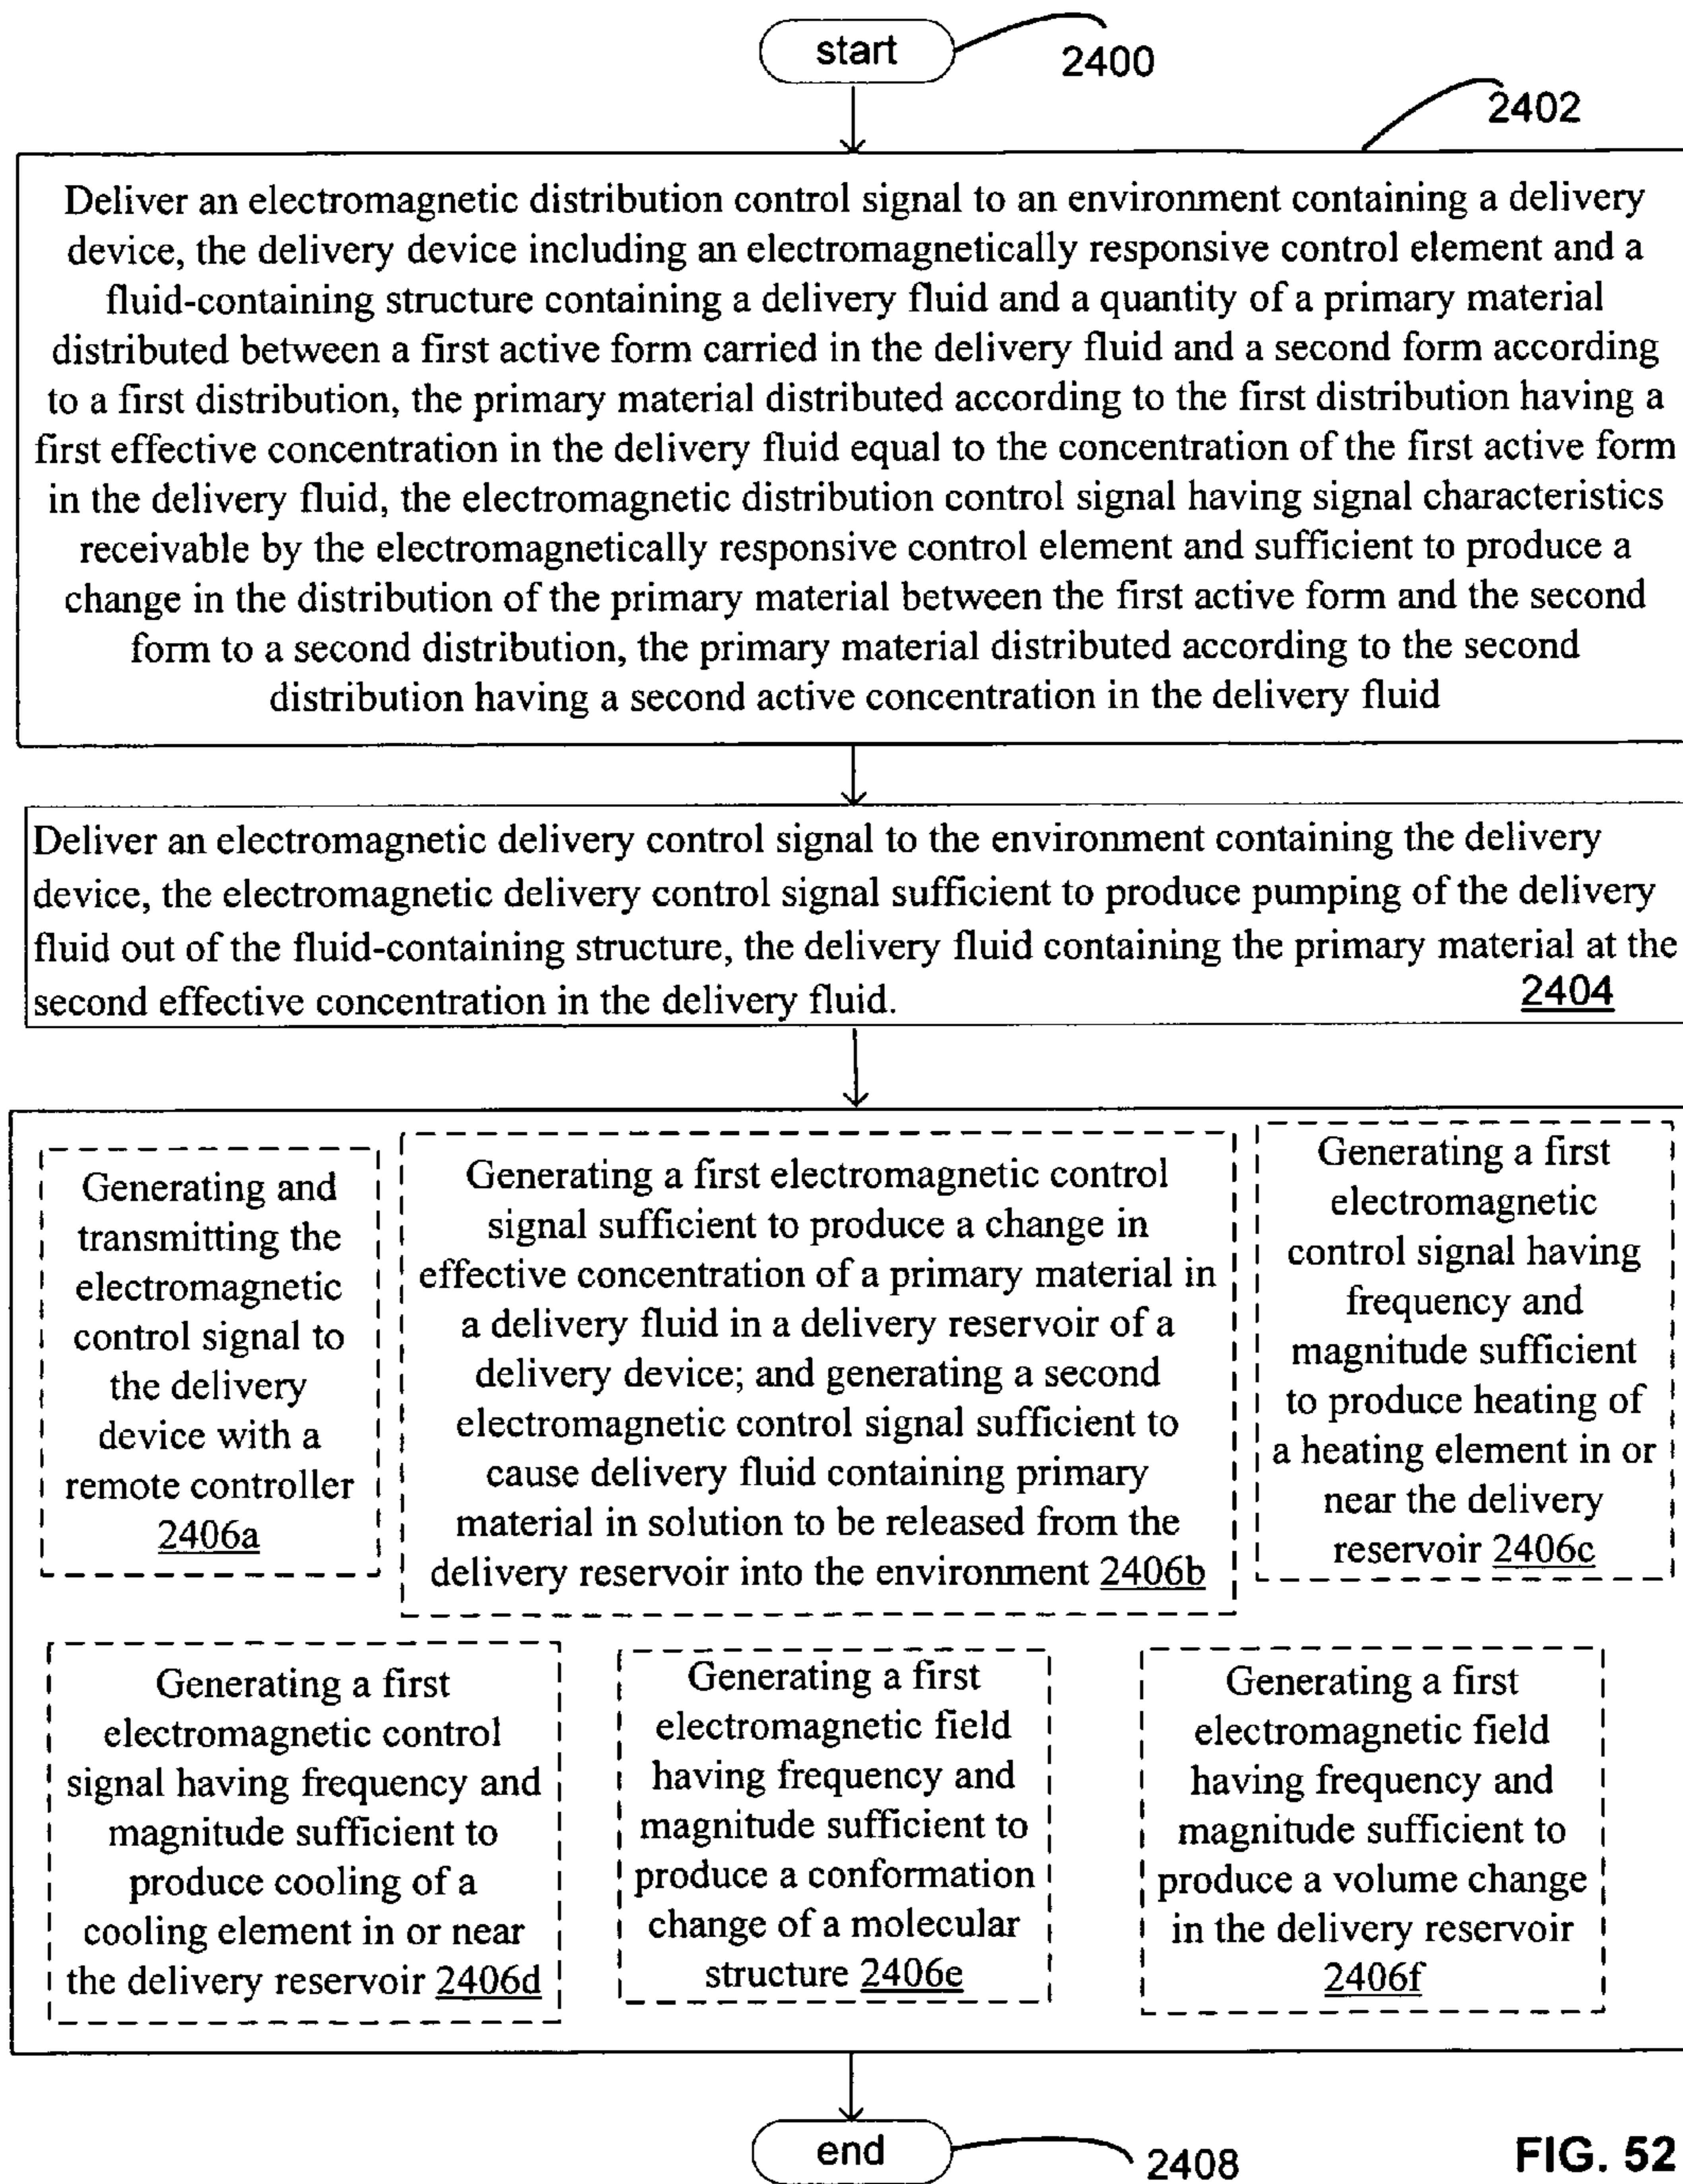 start
2400
2402
Deliver an electromagnetic distribution control signal to an environment containing a delivery
device, the delivery device including an electromagnetically responsive control element and a
fluid-containing structure containing a delivery fluid and a quantity of a primary material
distributed between a first active form carried in the delivery fluid and a second form according
to a first distribution, the primary material distributed according to the first distribution having a
first effective concentration in the delivery fluid equal to the concentration of the first active form
in the delivery fluid, the electromagnetic distribution control signal having signal characteristics
receivable by the electromagnetically responsive control element and sufficient to produce a
change in the distribution of the primary material between the first active form and the second
form to a second distribution, the primary material distributed according to the second
distribution having a second active concentration in the delivery fluid
Deliver an electromagnetic delivery control signal to the environment containing the delivery
device, the electromagnetic delivery control signal sufficient to produce pumping of the delivery
fluid out of the fluid-containing structure, the delivery fluid containing the primary material at the
second effective concentration in the delivery fluid.
2404
Generating and
transmitting the
electromagnetic
control signal to
the delivery
device with a
remote controller
2406a
Generating a first electromagnetic control
signal sufficient to produce a change in
effective concentration of a primary material in
a delivery fluid in a delivery reservoir of a
delivery device; and generating a second
electromagnetic control signal sufficient to
cause delivery fluid containing primary
material in solution to be released from the
delivery reservoir into the environment 2406b
Generating a first
electromagnetic
control signal having
frequency and
magnitude sufficient
to produce heating of
a heating element in or
near the delivery
reservoir 2406c
Generating a first
electromagnetic control
signal having frequency and
magnitude sufficient to
produce cooling of a
cooling element in or near
the delivery reservoir 2406d
Generating a first
electromagnetic field
having frequency and
magnitude sufficient to
produce a conformation
change of a molecular
structure 2406e
Generating a first
electromagnetic field
having frequency and
magnitude sufficient to
produce a volume change
in the delivery reservoir
2406f
end
2408
FIG. 52